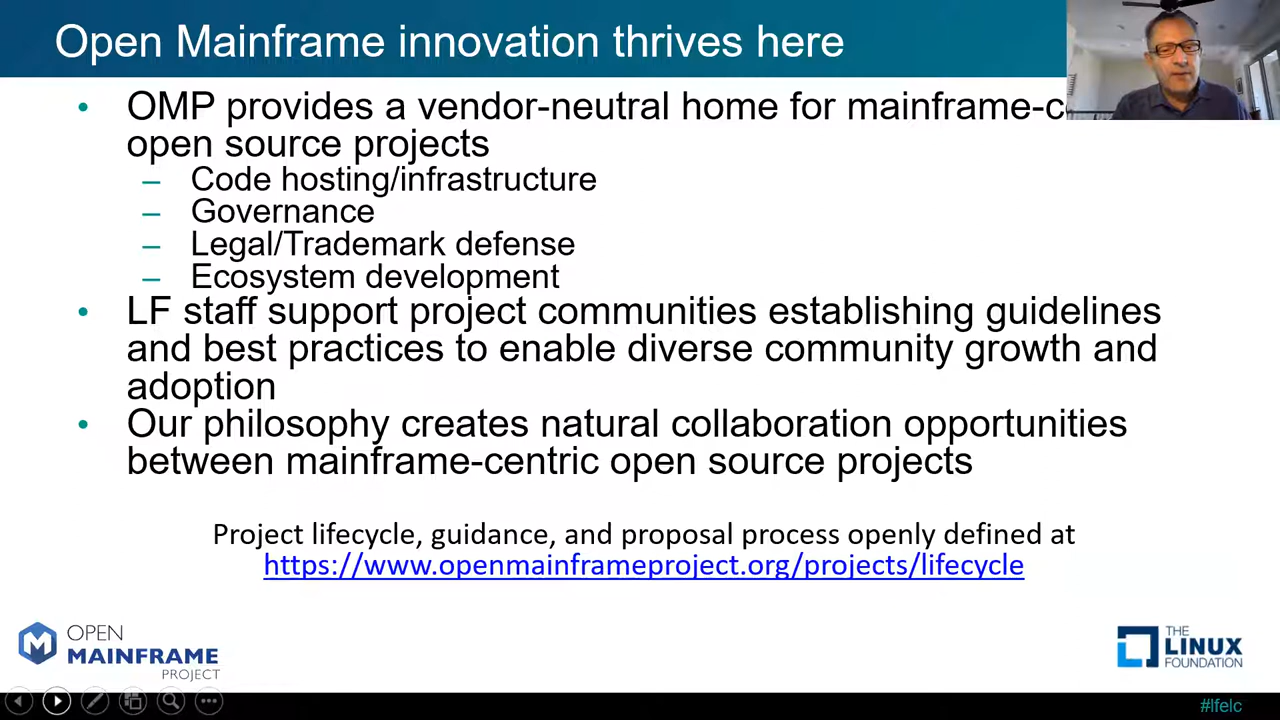 Open Mainframe innovation thrives here
• OMP provides a vendor-neutral home for mainframe-c
open source projects
– Code hosting/infrastructure
– Governance
– Legal/Trademark defense
– Ecosystem development
• LF staff support project communities establishing guidelines
and best practices to enable diverse community growth and
adoption
• Our philosophy creates natural collaboration opportunities
between mainframe-centric open source projects
Project lifecycle, guidance, and proposal process openly defined at
https://www.openmainframeproject.org/projects/lifecycle
OPEN
MAINFRAME
PROJECT
THE
LINUX
FOUNDATION
#lfelc